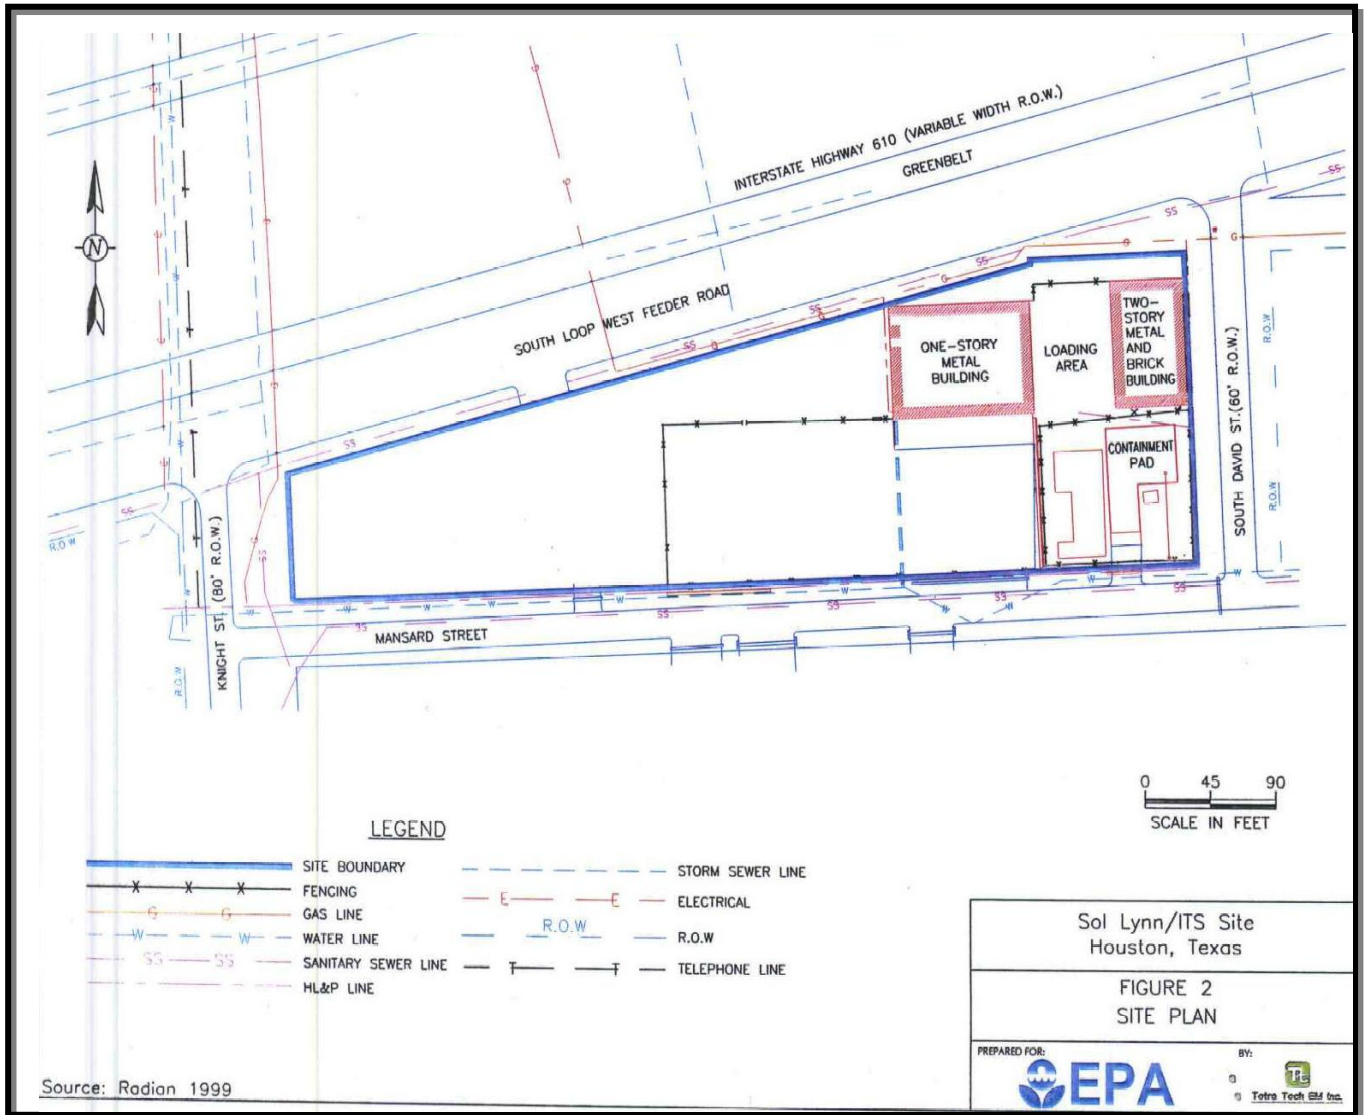 INTERSTATE HIGHWAY 610 (VARIABLE WIDTH R.O.W.)
GREENBELT
SOUTH LOOP WEST FEEDER ROAD
N
ONE-STORY
METAL
BUILDING
LOADING
AREA
TWO-
STORY
METAL
AND
BRICK
BUILDING
CONTAINMENT
PAD
SOUTH DAVID ST.(60' R.O.W.)
R.O.W
R.O.W
R.O.W
R.O.W
KNIGHT ST. (80' R.O.W.)
MANSARD STREET
0 45 90
SCALE IN FEET
LEGEND
SITE BOUNDARY
X X X FENCING
G G GAS LINE
W W WATER LINE
SS SS SANITARY SEWER LINE
HL&P LINE
STORM SEWER LINE
E E ELECTRICAL
R.O.W R.O.W
T T TELEPHONE LINE
Sol Lynn/ITS Site
Houston, Texas
FIGURE 2
SITE PLAN
PREPARED FOR:
EPA
BY:
Tt
Tetra Tech EM Inc.
Source: Radian 1999